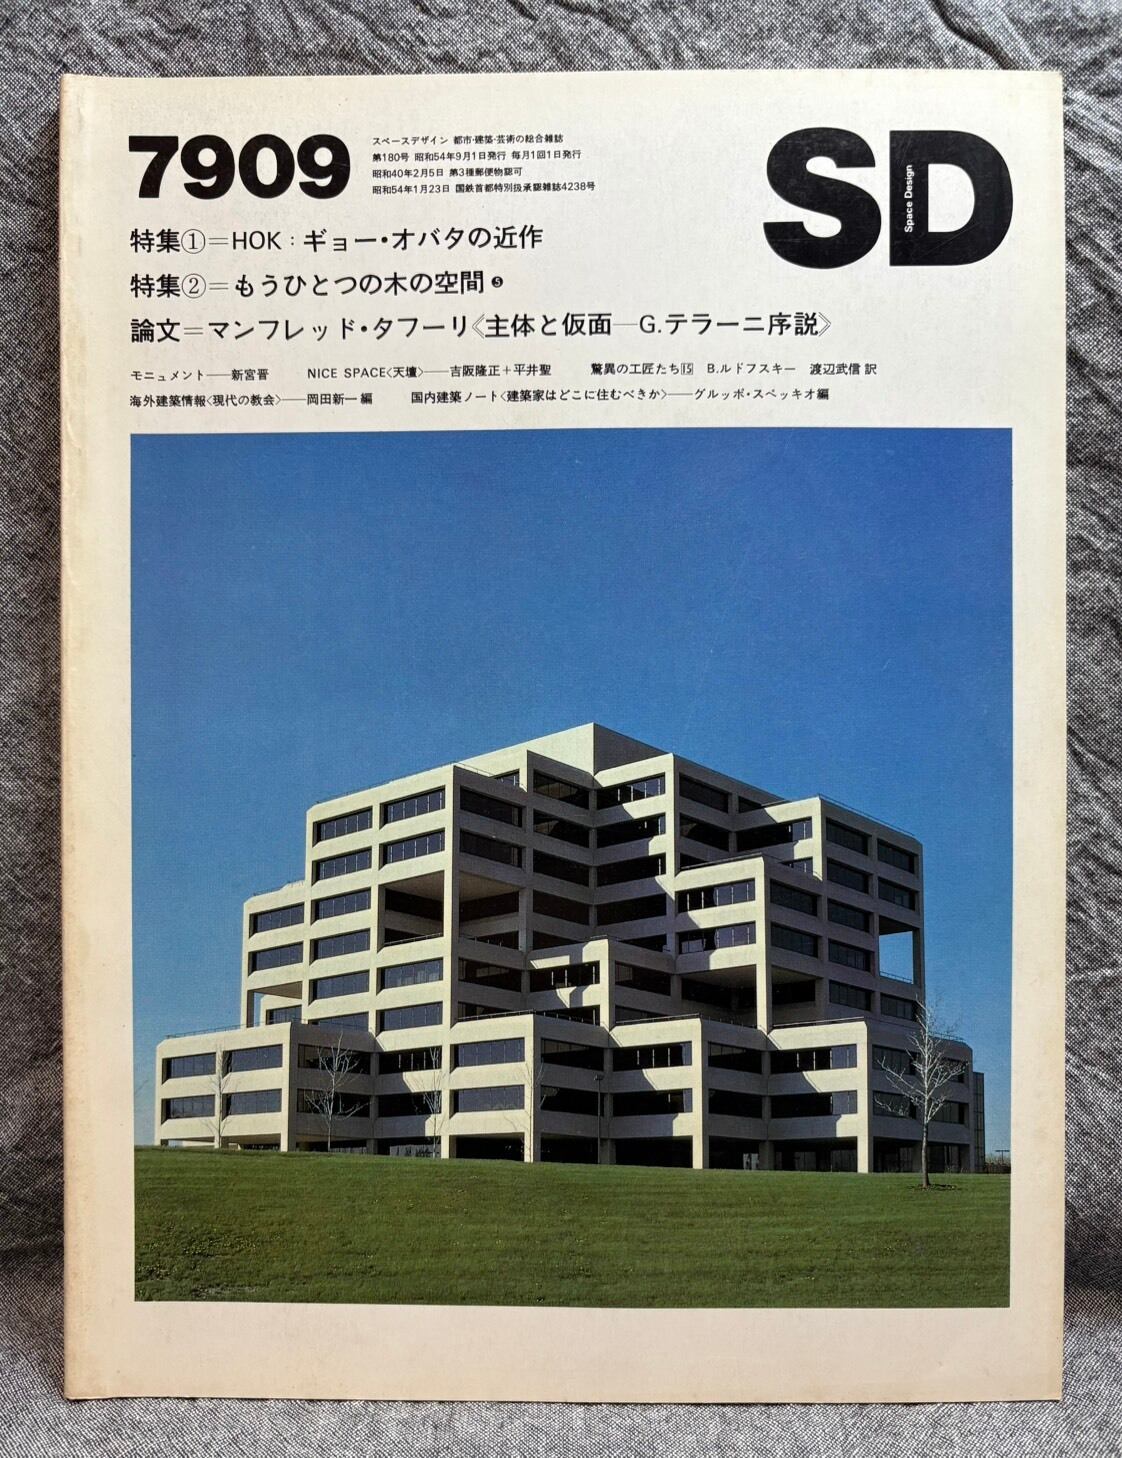 7909
スペースデザイン 都市・建築・芸術の総合雑誌
第180号 昭和54年9月1日発行 毎月1回1日発行
昭和40年2月5日 第3種郵便物認可
昭和54年1月23日 国鉄首都特別扱承認雑誌4238号
SD
Space Design
特集①=HOK:ギョー・オバタの近作
特集②=もうひとつの木の空間❺
論文=マンフレッド・タフーリ《主体と仮面—G.テラーニ序説》
モニュメント——新宮晋 NICE SPACE〈天壇〉——吉阪隆正+平井聖 驚異の工匠たち15 B.ルドフスキー 渡辺武信 訳
海外建築情報〈現代の教会〉——岡田新一 編 国内建築ノート〈建築家はどこに住むべきか〉——グルッポ・スペッキオ編